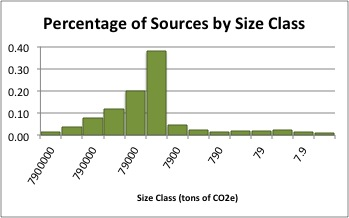 Percentage of Sources by Size Class
0.40
0.30
0.20
0.10
0.00
7900000 790000 79000 7900 790 79 7.9
Size Class (tons of CO2e)